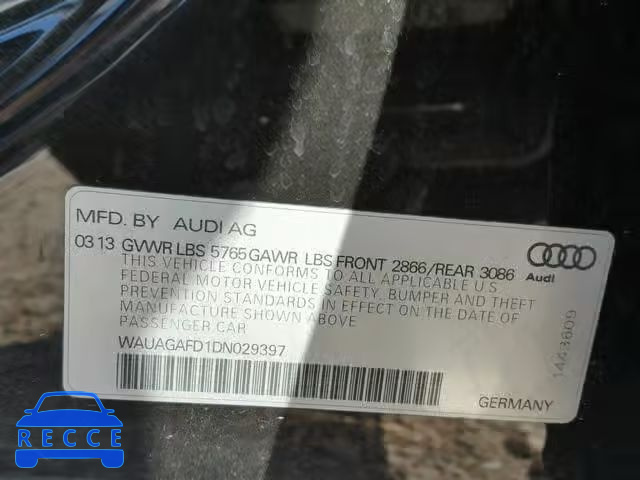 MFD. BY AUDI AG
03 13 GVWR LBS 5765 GAWR LBS FRONT 2866/REAR 3086
THIS VEHICLE CONFORMS TO ALL APPLICABLE U.S.
FEDERAL MOTOR VEHICLE SAFETY, BUMPER AND THEFT
PREVENTION STANDARDS IN EFFECT ON THE DATE OF
MANUFACTURE SHOWN ABOVE
PASSENGER CAR
WAUAGAFD1DN029397
Audi
1443609
GERMANY
RECCE